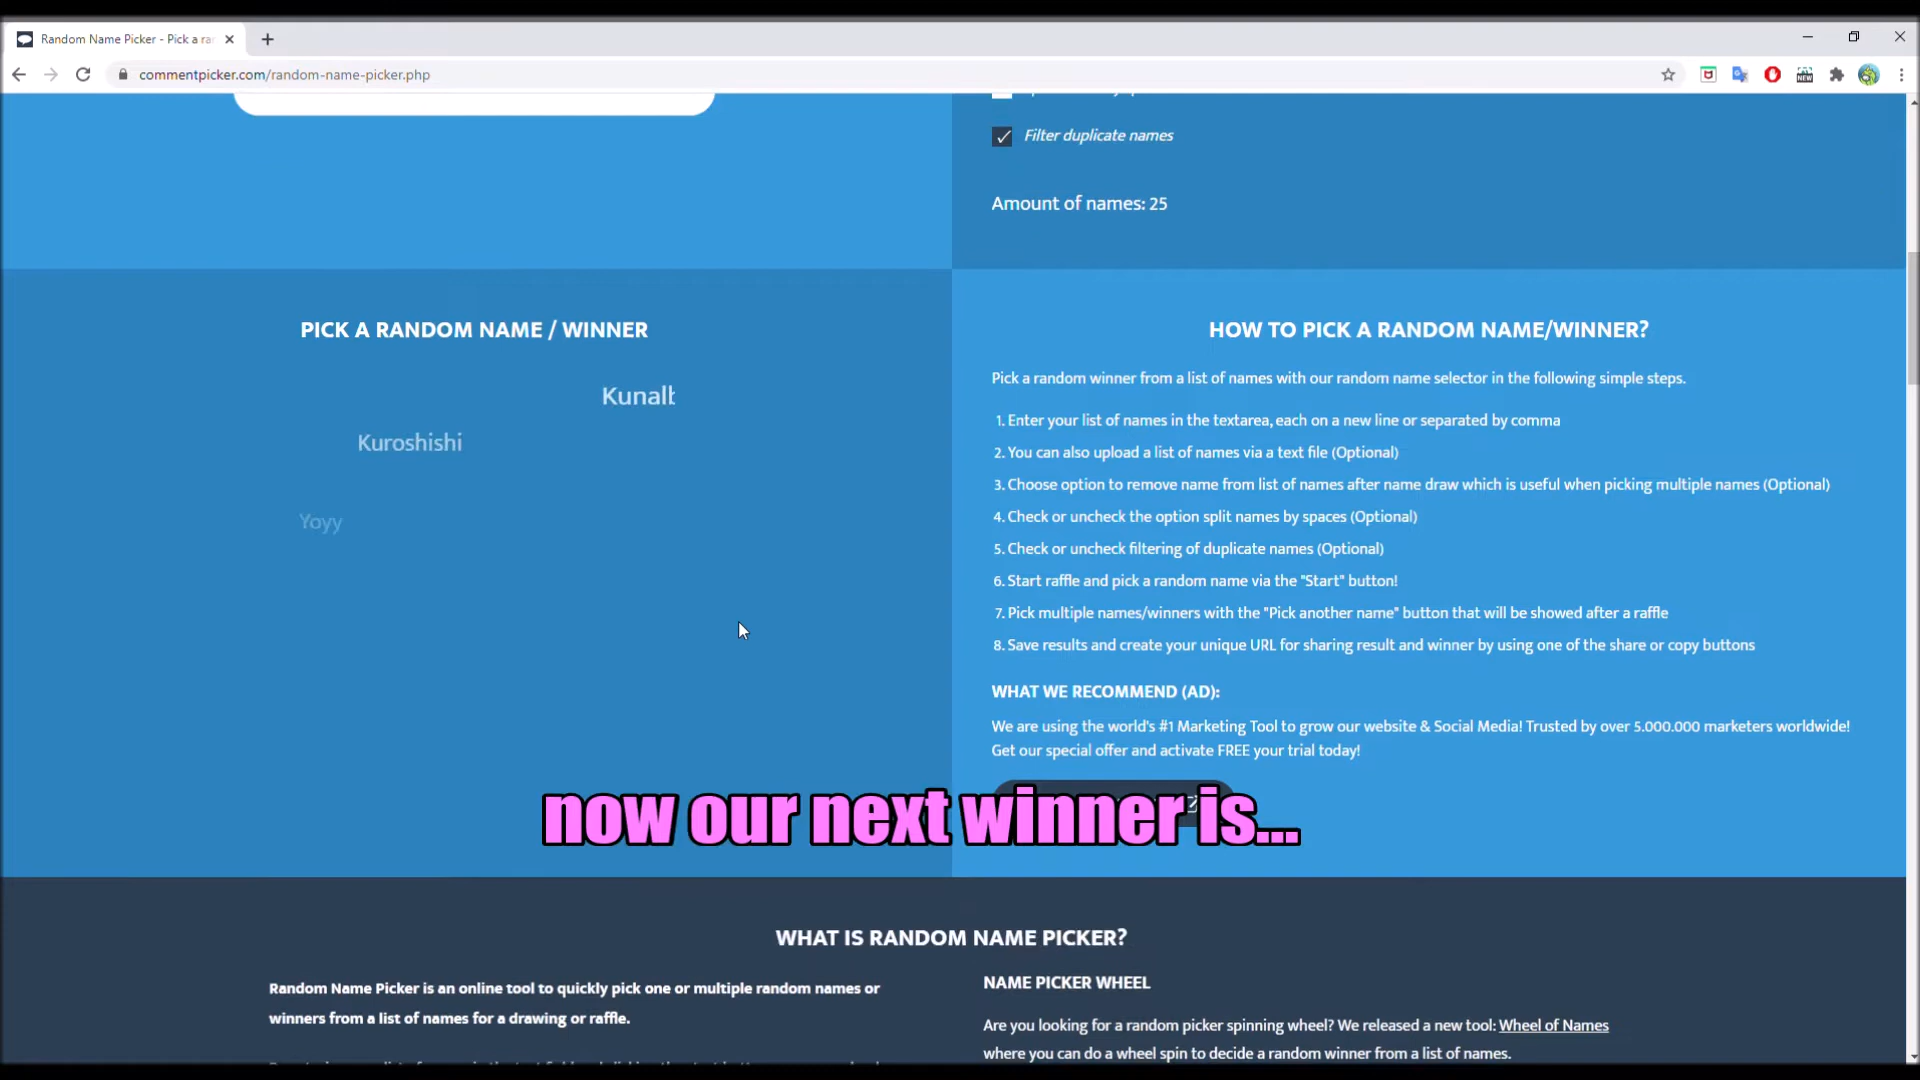 Random Name Picker - Pick a ra
commentpicker.com/random-name-picker.php
NEW
Filter duplicate names
Amount of names: 25
PICK A RANDOM NAME / WINNER
Kunalt
Kuroshishi
Yoyy
HOW TO PICK A RANDOM NAME/WINNER?
Pick a random winner from a list of names with our random name selector in the following simple steps.
1. Enter your list of names in the textarea, each on a new line or separated by comma
2. You can also upload a list of names via a text file (Optional)
3. Choose option to remove name from list of names after name draw which is useful when picking multiple names (Optional)
4. Check or uncheck the option split names by spaces (Optional)
5. Check or uncheck filtering of duplicate names (Optional)
6. Start raffle and pick a random name via the "Start" button!
7. Pick multiple names/winners with the "Pick another name" button that will be showed after a raffle
8. Save results and create your unique URL for sharing result and winner by using one of the share or copy buttons
WHAT WE RECOMMEND (AD):
We are using the world's #1 Marketing Tool to grow our website & Social Media! Trusted by over 5.000.000 marketers worldwide!
Get our special offer and activate FREE your trial today!
now our next winner is...
WHAT IS RANDOM NAME PICKER?
Random Name Picker is an online tool to quickly pick one or multiple random names or
winners from a list of names for a drawing or raffle.
NAME PICKER WHEEL
Are you looking for a random picker spinning wheel? We released a new tool: Wheel of Names
where you can do a wheel spin to decide a random winner from a list of names.